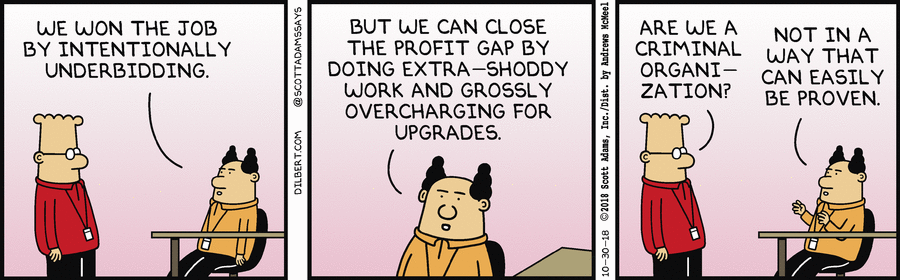 WE WON THE JOB
BY INTENTIONALLY
UNDERBIDDING.
DILBERT.COM @SCOTTADAMSSAYS
BUT WE CAN CLOSE
THE PROFIT GAP BY
DOING EXTRA-SHODDY
WORK AND GROSSLY
OVERCHARGING FOR
UPGRADES.
10-30-18 ©2018 Scott Adams, Inc./Dist. by Andrews McMeel
ARE WE A
CRIMINAL
ORGANI-
ZATION?
NOT IN A
WAY THAT
CAN EASILY
BE PROVEN.